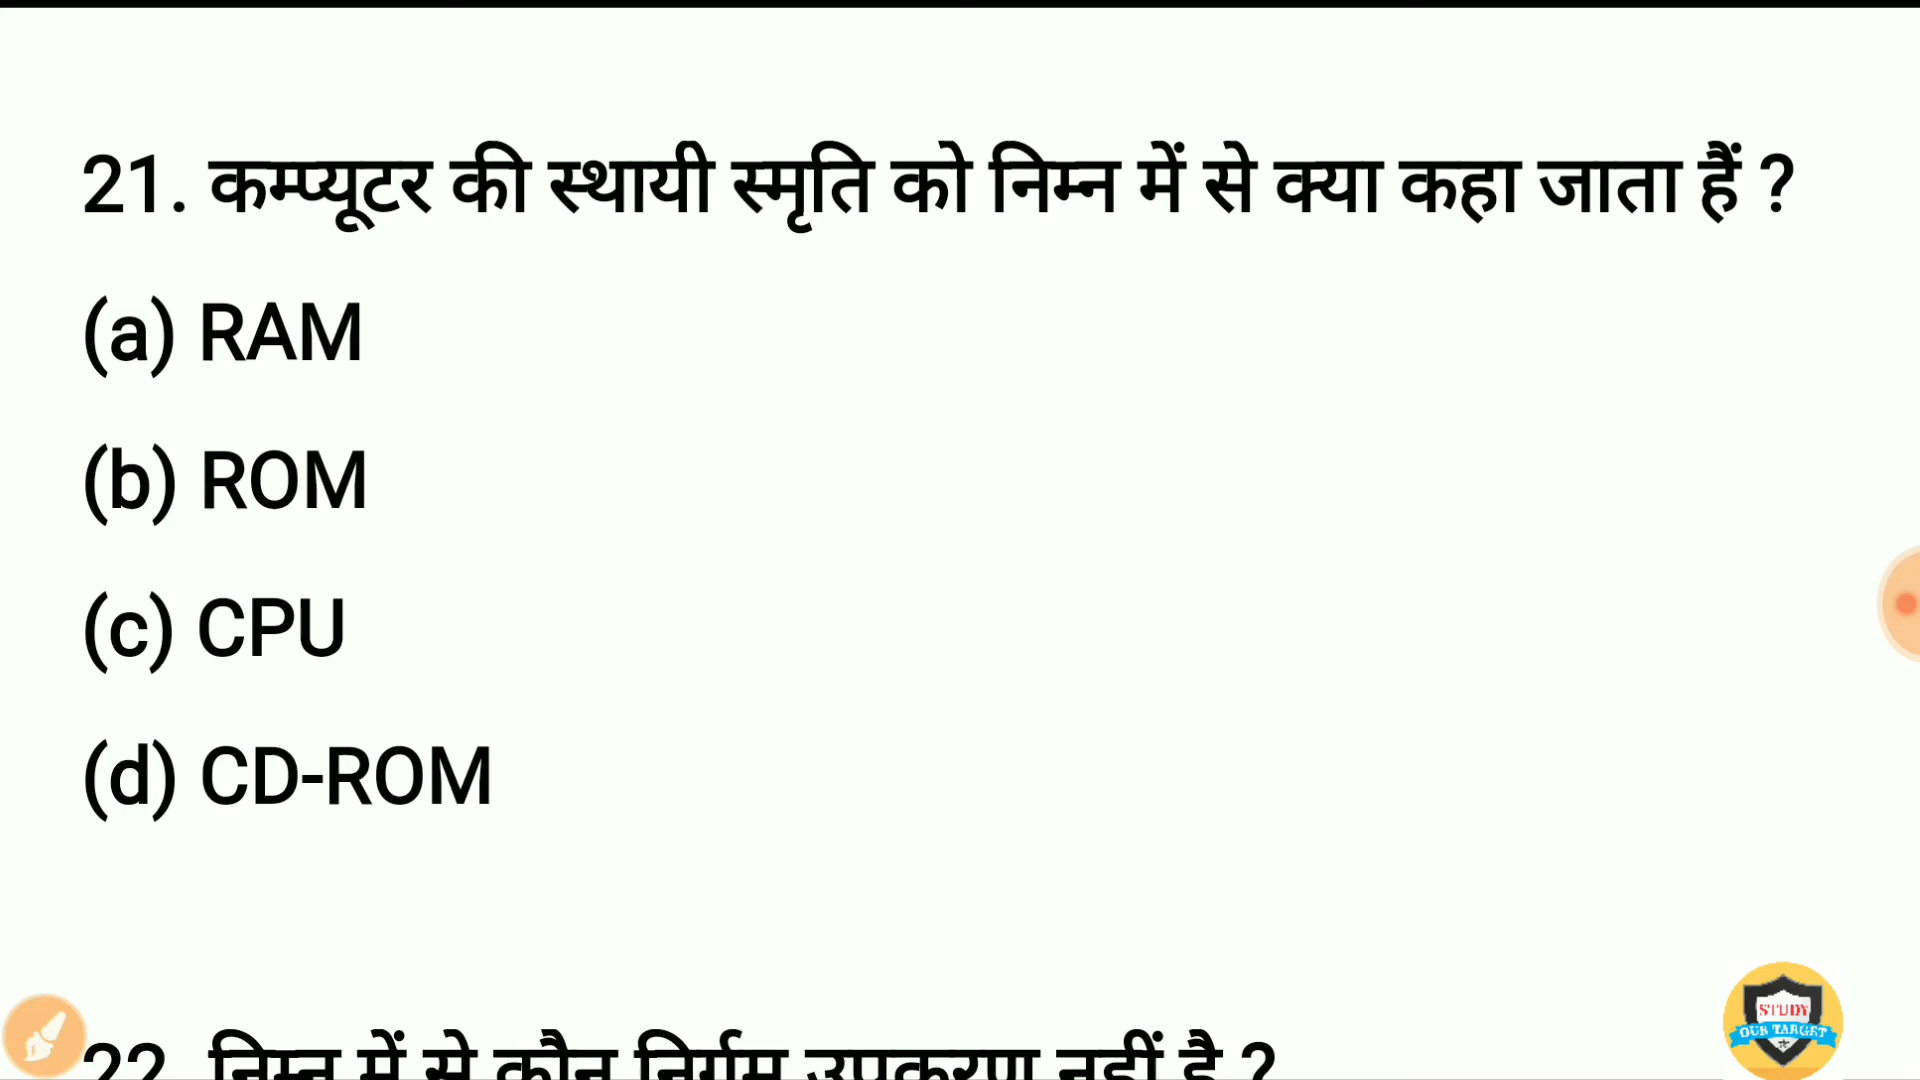 21. कम्प्यूटर की स्थायी स्मृति को निम्न में से क्या कहा जाता हैं ?
(a) RAM
(b) ROM
(c) CPU
(d) CD-ROM
STUDY
OUR TARGET
22. निम्न में से कौन निर्गम उपकरण नहीं है ?